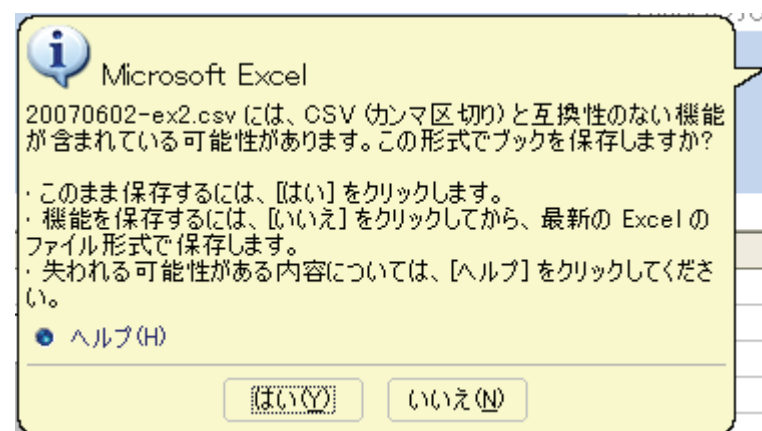 Microsoft Excel
20070602-ex2.csv には、CSV (カンマ区切り) と互換性のない機能
が含まれている可能性があります。この形式でブックを保存しますか?
・このまま保存するには、[はい] をクリックします。
・機能を保存するには、[いいえ] をクリックしてから、最新の Excel の
ファイル形式で保存します。
・失われる可能性がある内容については、[ヘルプ] をクリックしてくださ
い。
ヘルプ(H)
はい(Y) いいえ(N)